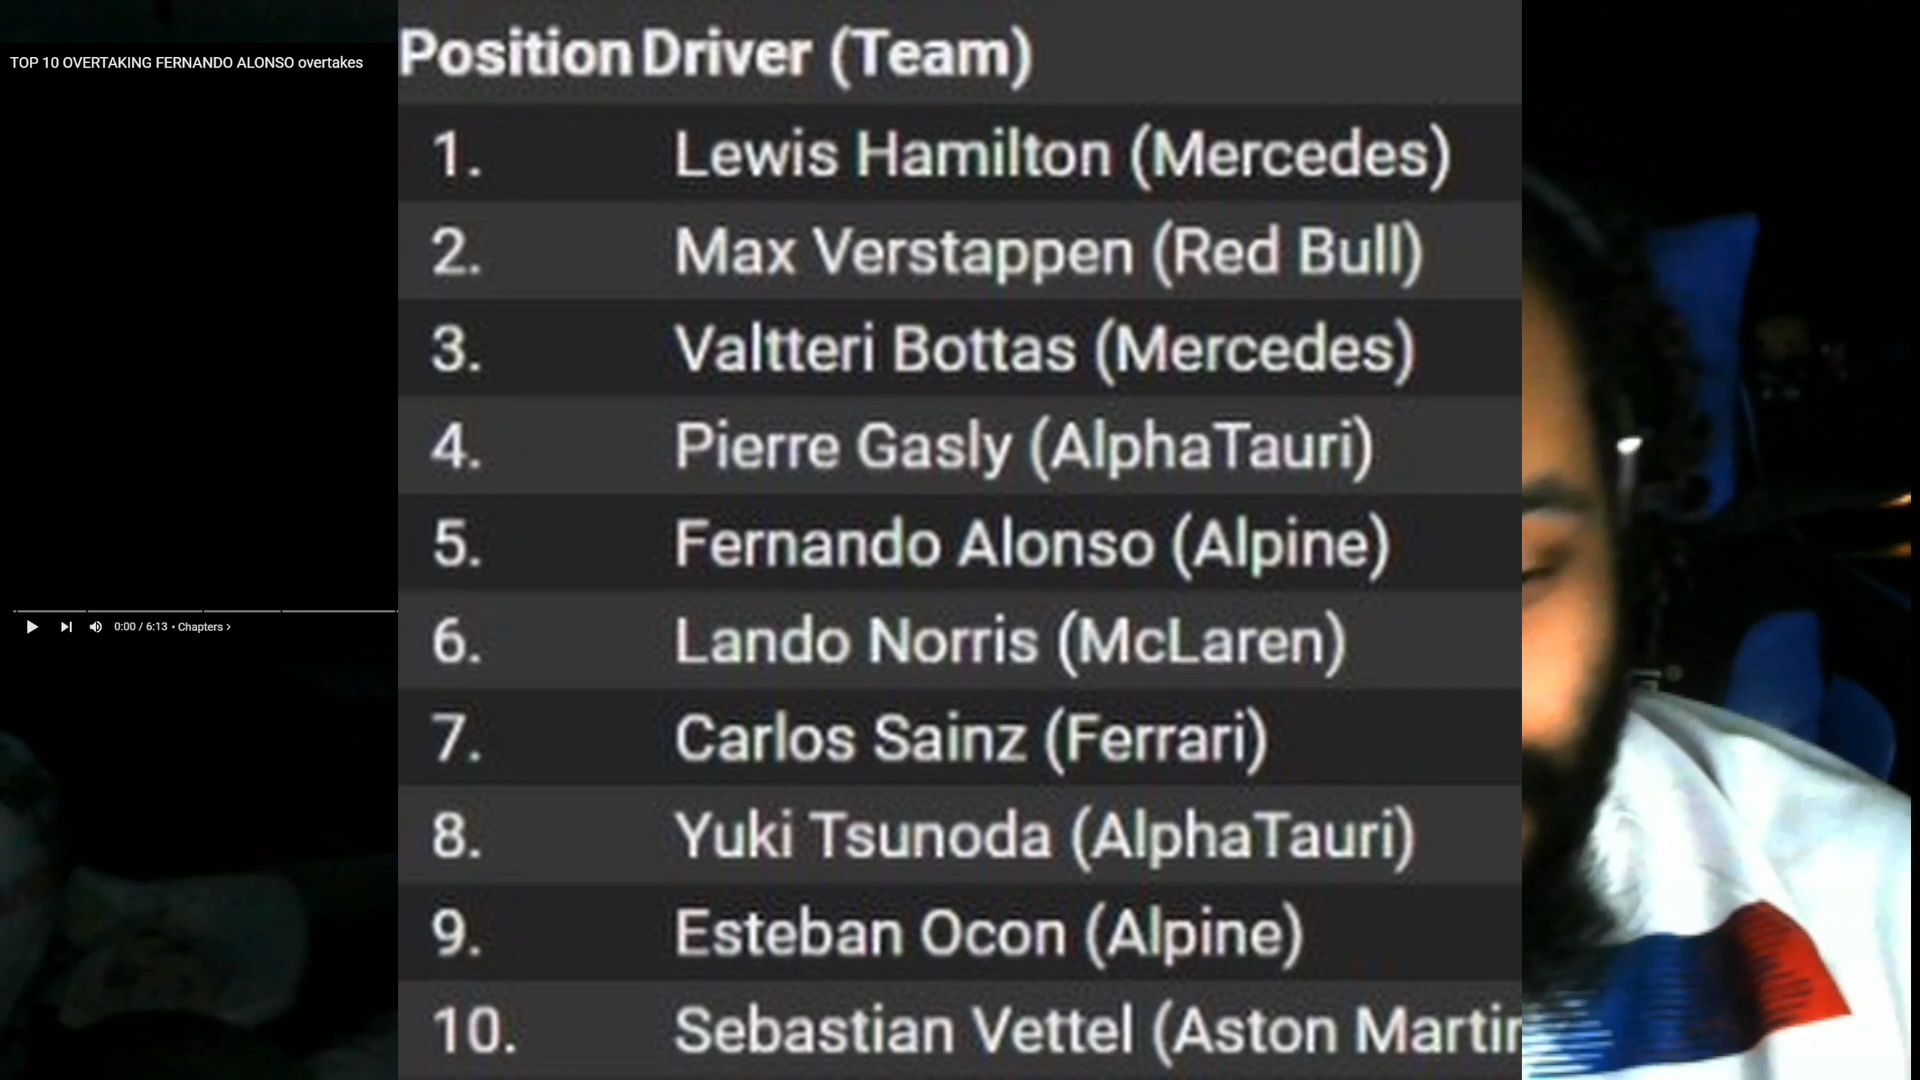 TOP 10 OVERTAKING FERNANDO ALONSO overtakes
Position Driver (Team)
1. Lewis Hamilton (Mercedes)
2. Max Verstappen (Red Bull)
3. Valtteri Bottas (Mercedes)
4. Pierre Gasly (AlphaTauri)
5. Fernando Alonso (Alpine)
6. Lando Norris (McLaren)
7. Carlos Sainz (Ferrari)
8. Yuki Tsunoda (AlphaTauri)
9. Esteban Ocon (Alpine)
10. Sebastian Vettel (Aston Martin
0:00 / 6:13 • Chapters >